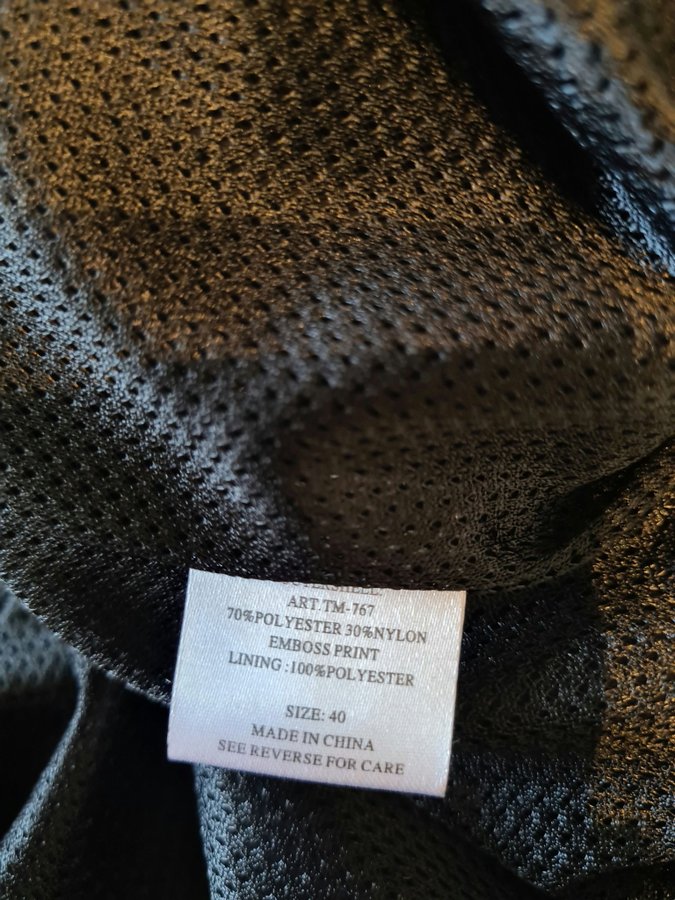 ART.TM-767
70%POLYESTER 30%NYLON
EMBOSS PRINT
LINING :100%POLYESTER
SIZE: 40
MADE IN CHINA
SEE REVERSE FOR CARE